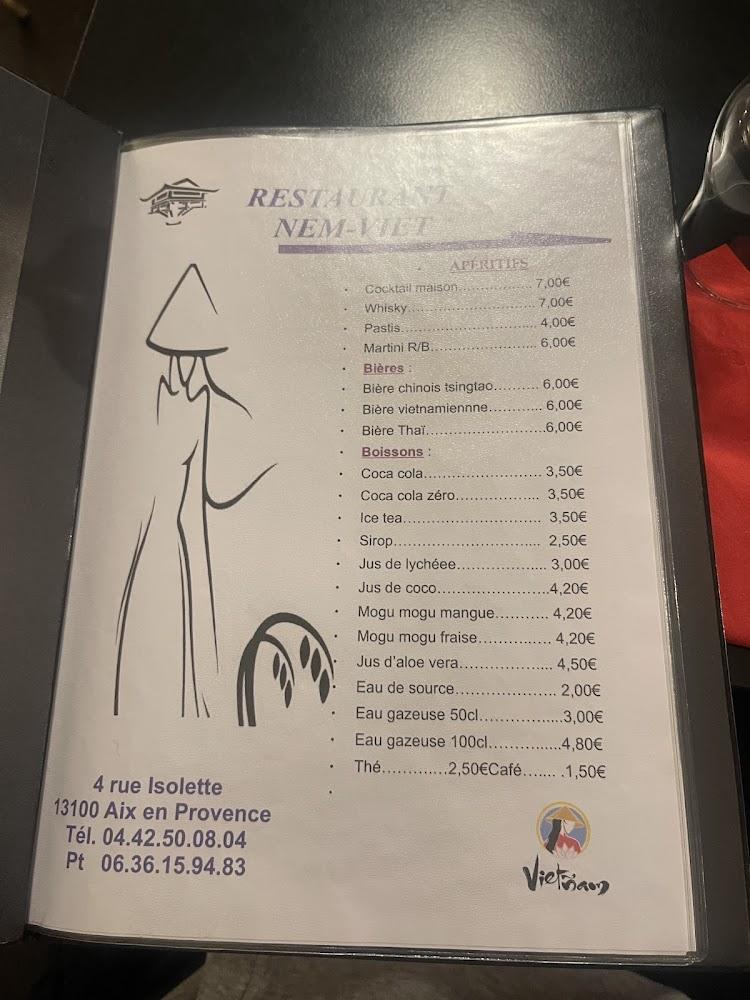 RESTAURANT
NEM-VIET
APERITIFS
Cocktail maison.................. 7,00€
Whisky.............................. 7,00€
Pastis................................ 4,00€
Martini R/B......................... 6,00€
Bières :
Bière chinois tsingtao.......... 6,00€
Bière vietnamiennne............ 6,00€
Bière Thaï...........................6,00€
Boissons :
Coca cola........................... 3,50€
Coca cola zéro................... 3,50€
Ice tea............................... 3,50€
Sirop.................................. 2,50€
Jus de lychéee.................... 3,00€
Jus de coco.........................4,20€
Mogu mogu mangue........... 4,20€
Mogu mogu fraise............... 4,20€
Jus d'aloe vera.................... 4,50€
Eau de source..................... 2,00€
Eau gazeuse 50cl..................3,00€
Eau gazeuse 100cl...............4,80€
Thé.............2,50€Café....... .1,50€
4 rue Isolette
13100 Aix en Provence
Tél. 04.42.50.08.04
Pt 06.36.15.94.83
Vietnam